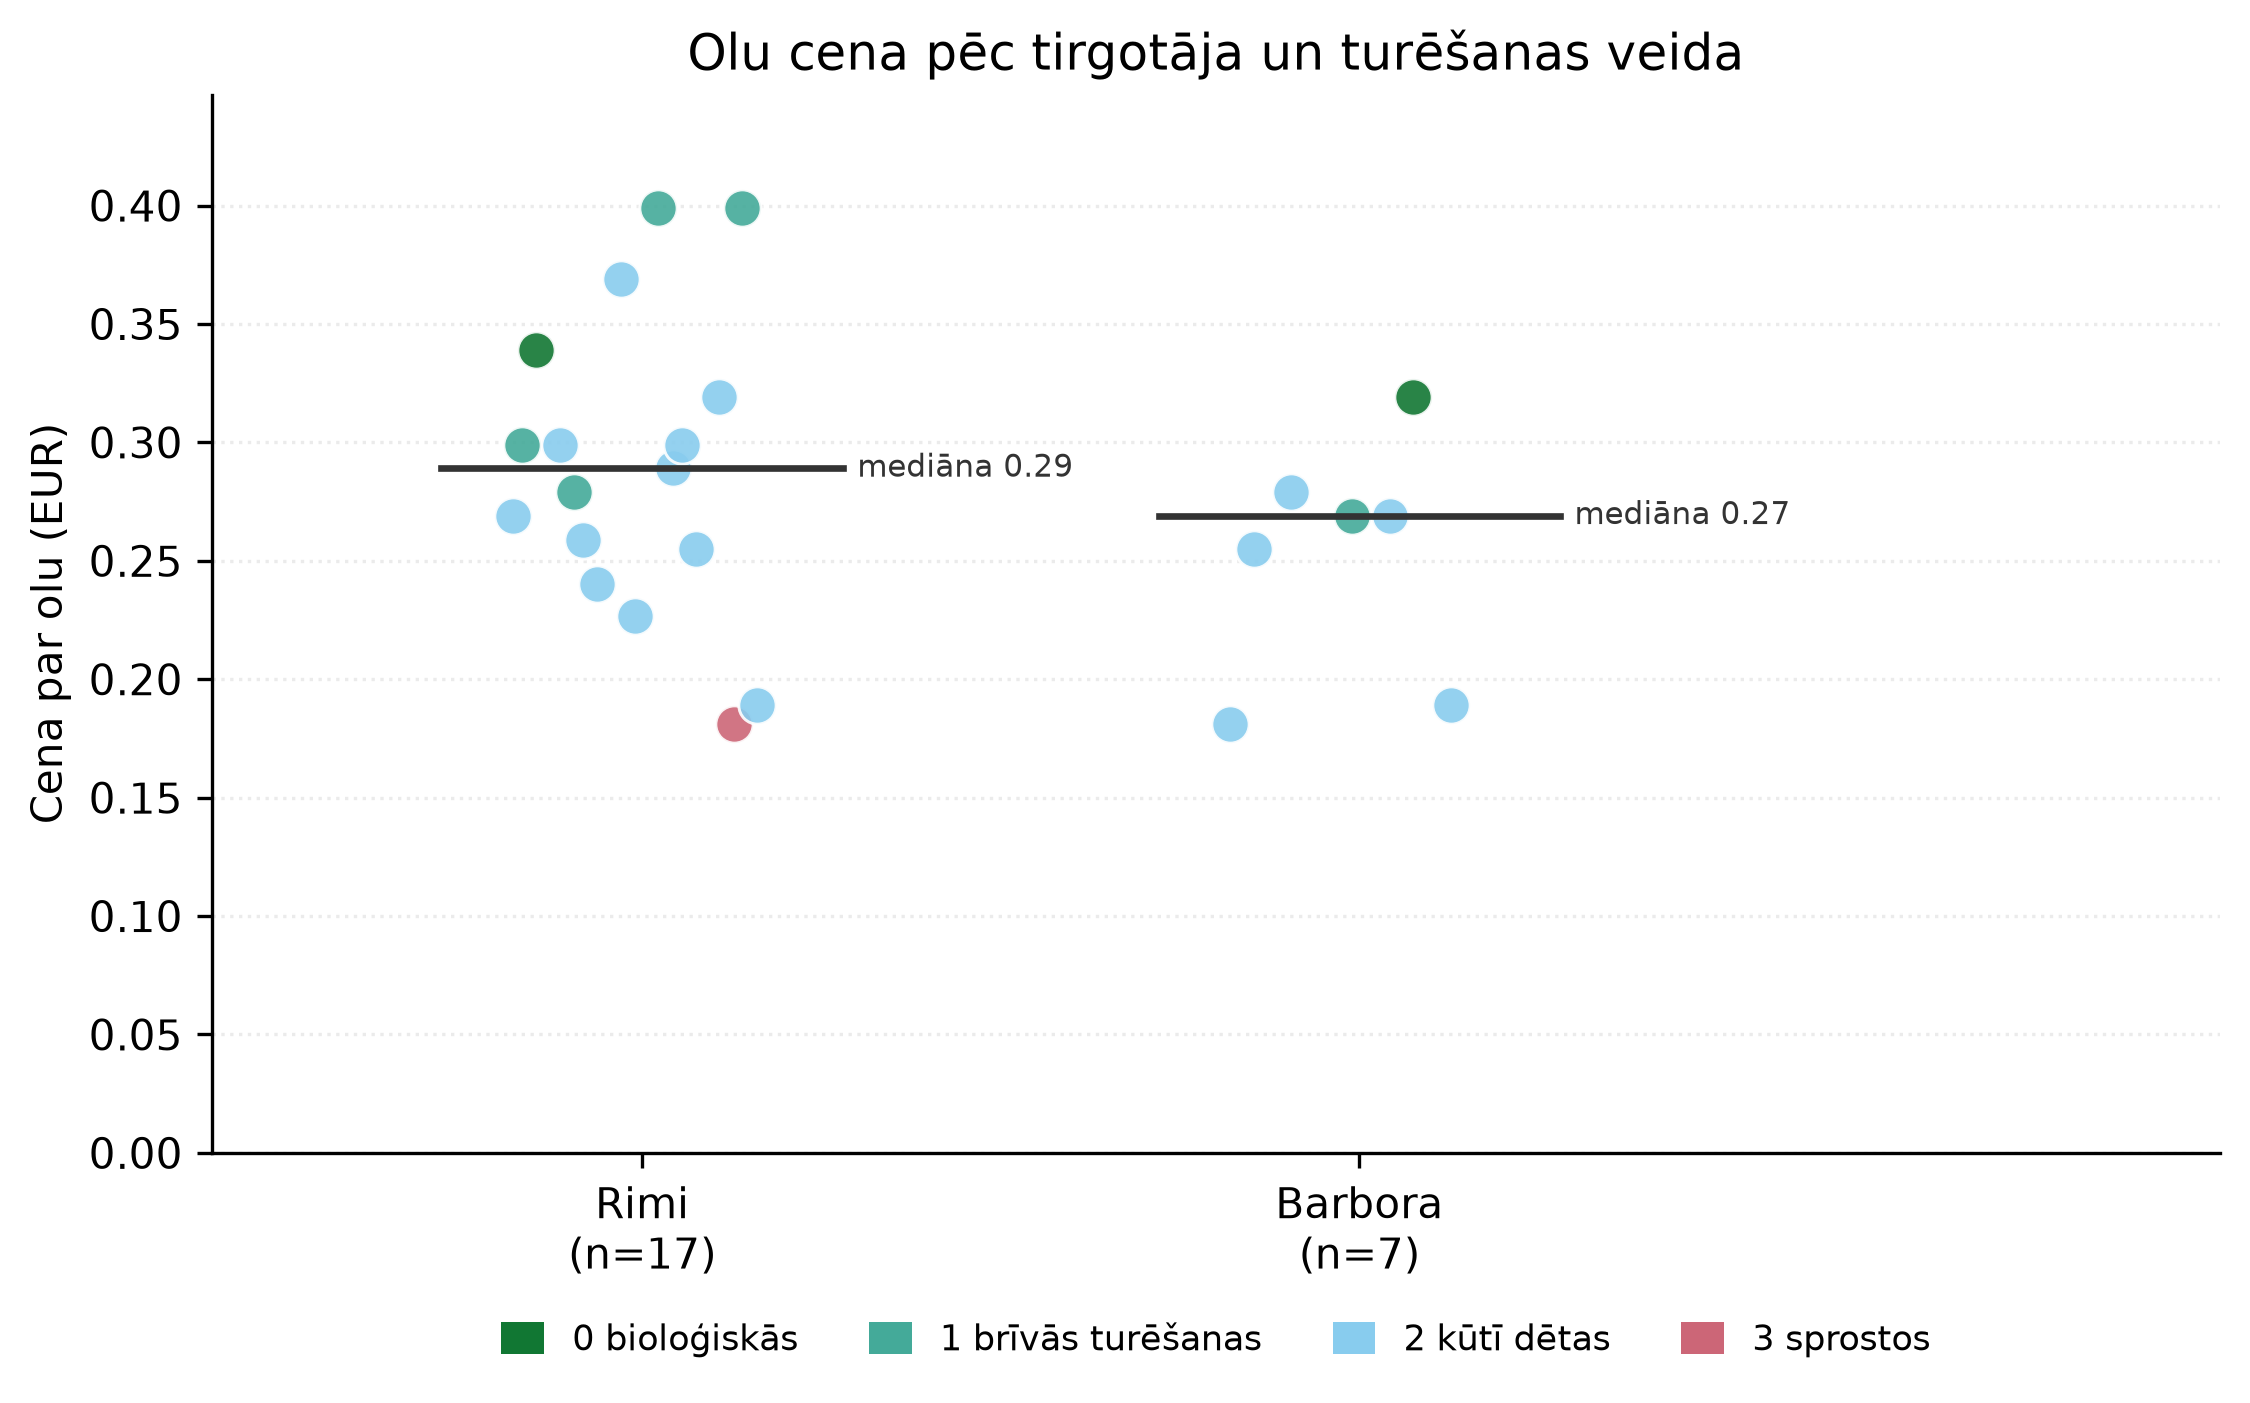 Olu cena pēc tirgotāja un turēšanas veida
Cena par olu (EUR)
0.40
0.35
0.30
0.25
0.20
0.15
0.10
0.05
0.00
mediāna 0.29
mediāna 0.27
Rimi
(n=17)
Barbora
(n=7)
0 bioloģiskās
1 brīvās turēšanas
2 kūtī dētas
3 sprostos